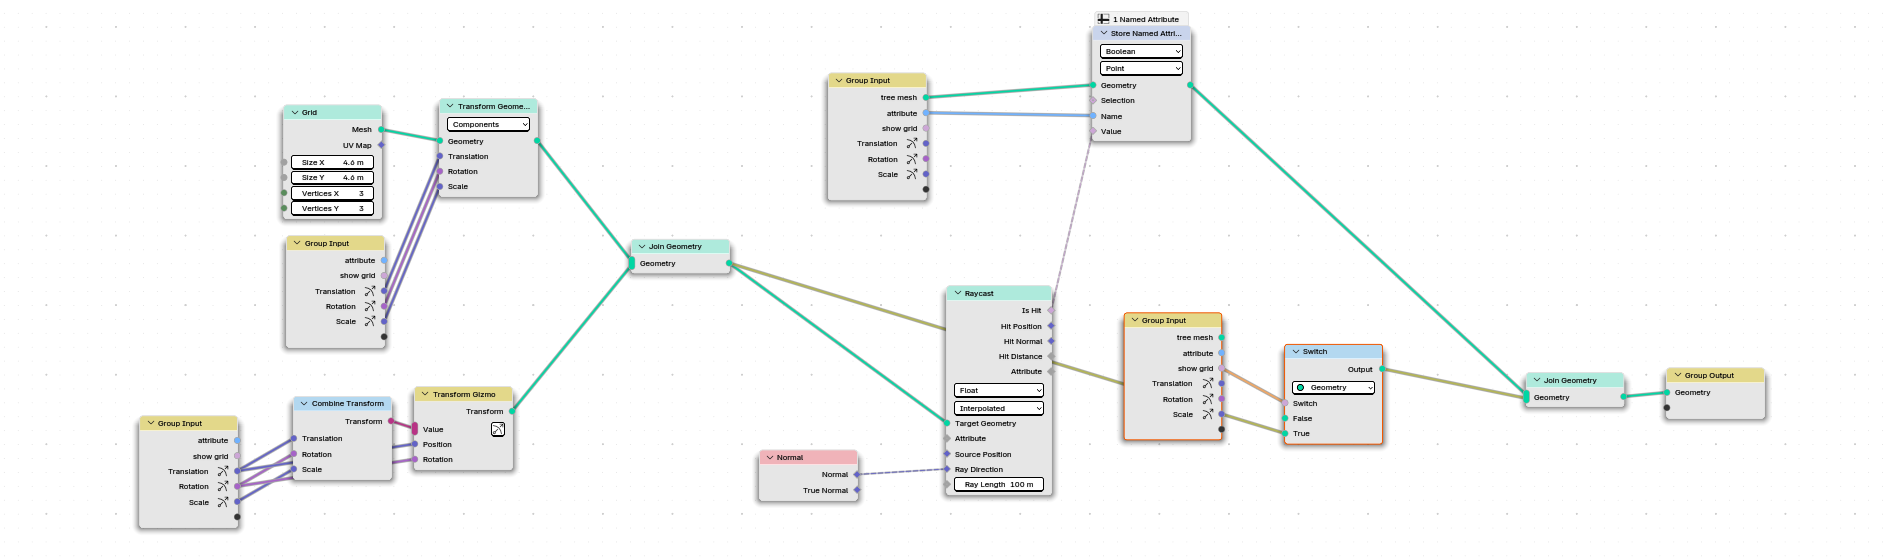 Grid
Mesh
UV Map
Size X 4.6 m
Size Y 4.6 m
Vertices X 3
Vertices Y 3
Transform Geome...
Components
Geometry
Translation
Rotation
Scale
Group Input
attribute
show grid
Translation
Rotation
Scale
Group Input
attribute
show grid
Translation
Rotation
Scale
Combine Transform
Transform
Translation
Rotation
Scale
Transform Gizmo
Transform
Value
Position
Rotation
Join Geometry
Geometry
Group Input
tree mesh
attribute
show grid
Translation
Rotation
Scale
1 Named Attribute
Store Named Attri...
Boolean
Point
Geometry
Selection
Name
Value
Normal
Normal
True Normal
Raycast
Is Hit
Hit Position
Hit Normal
Hit Distance
Attribute
Float
Interpolated
Target Geometry
Attribute
Source Position
Ray Direction
Ray Length 100 m
Group Input
tree mesh
attribute
show grid
Translation
Rotation
Scale
Switch
Output
Geometry
Switch
False
True
Join Geometry
Geometry
Group Output
Geometry